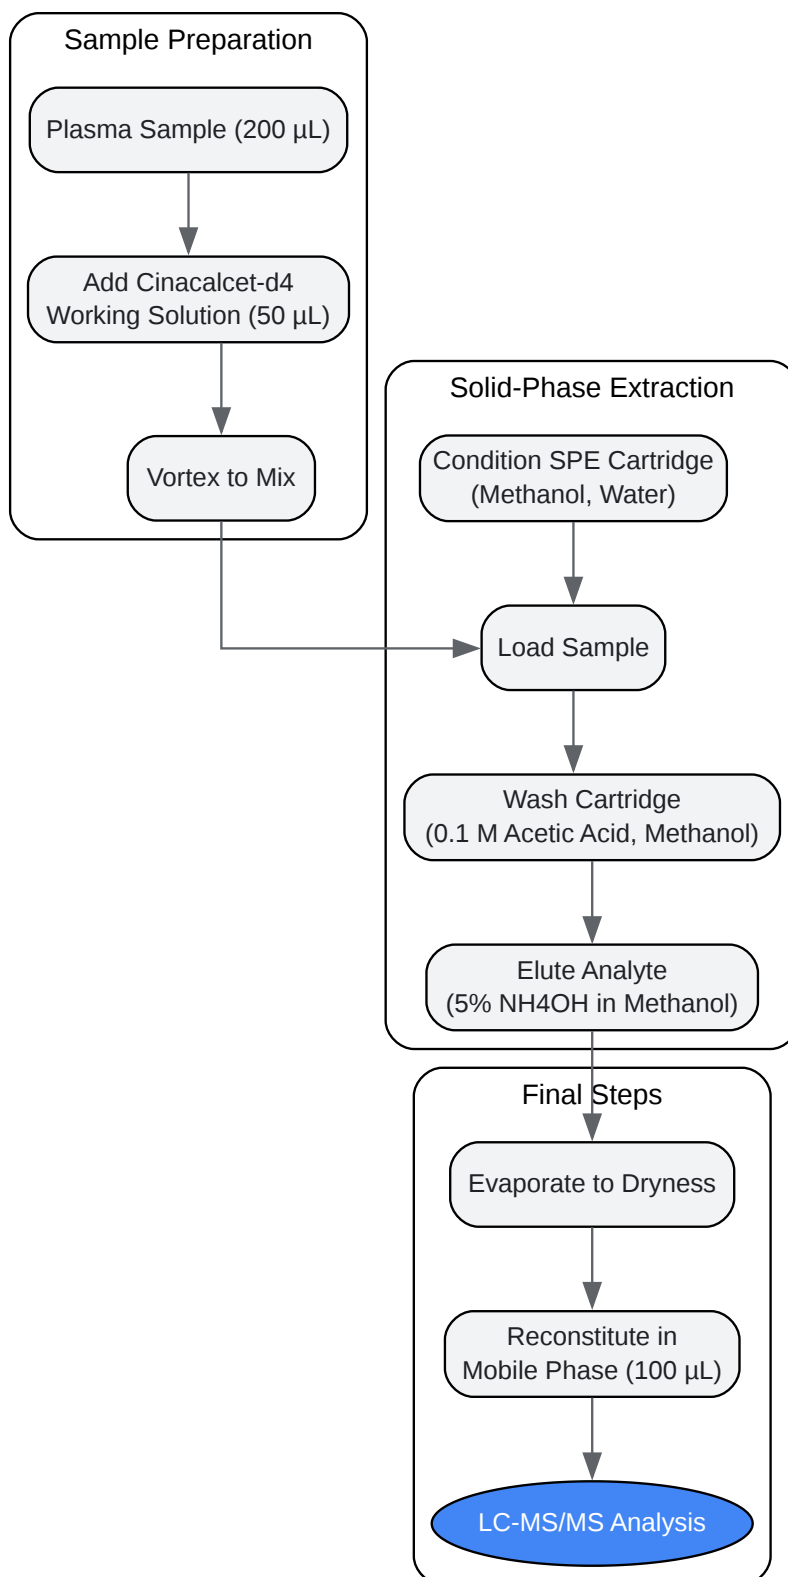 Sample Preparation
Plasma Sample (200 µL)
Add Cinacalcet-d4
Working Solution (50 µL)
Vortex to Mix
Solid-Phase Extraction
Condition SPE Cartridge
(Methanol, Water)
Load Sample
Wash Cartridge
(0.1 M Acetic Acid, Methanol)
Elute Analyte
(5% NH4OH in Methanol)
Final Steps
Evaporate to Dryness
Reconstitute in
Mobile Phase (100 µL)
LC-MS/MS Analysis